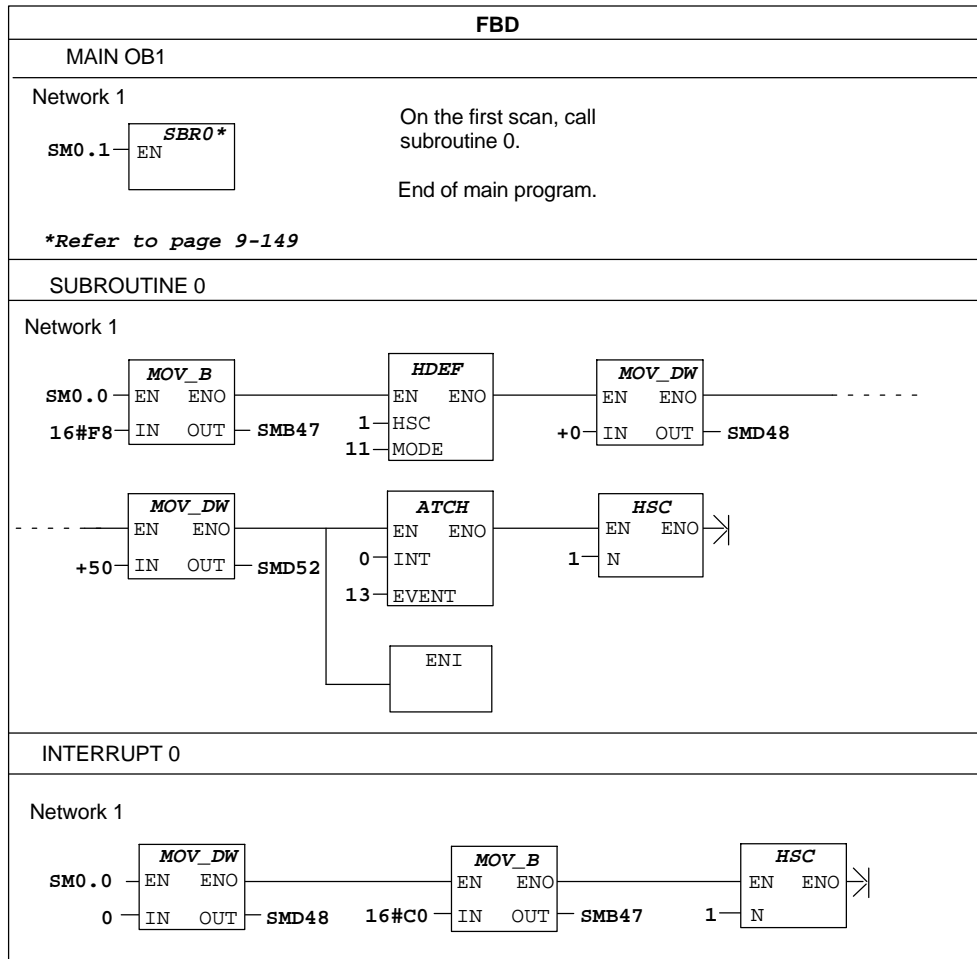 FBD
MAIN OB1
Network 1
SBR0*
SM0.1 EN
On the first scan, call
subroutine 0.
End of main program.
*Refer to page 9-149
SUBROUTINE 0
Network 1
MOV_B HDEF MOV_DW
SM0.0 EN ENO EN ENO EN ENO
16#F8 IN OUT SMB47 1 HSC +0 IN OUT SMD48
11 MODE
MOV_DW ATCH HSC
EN ENO EN ENO EN ENO
+50 IN OUT SMD52 0 INT 1 N
13 EVENT
ENI
INTERRUPT 0
Network 1
MOV_DW MOV_B HSC
SM0.0 EN ENO EN ENO EN ENO
0 IN OUT SMD48 16#C0 IN OUT SMB47 1 N